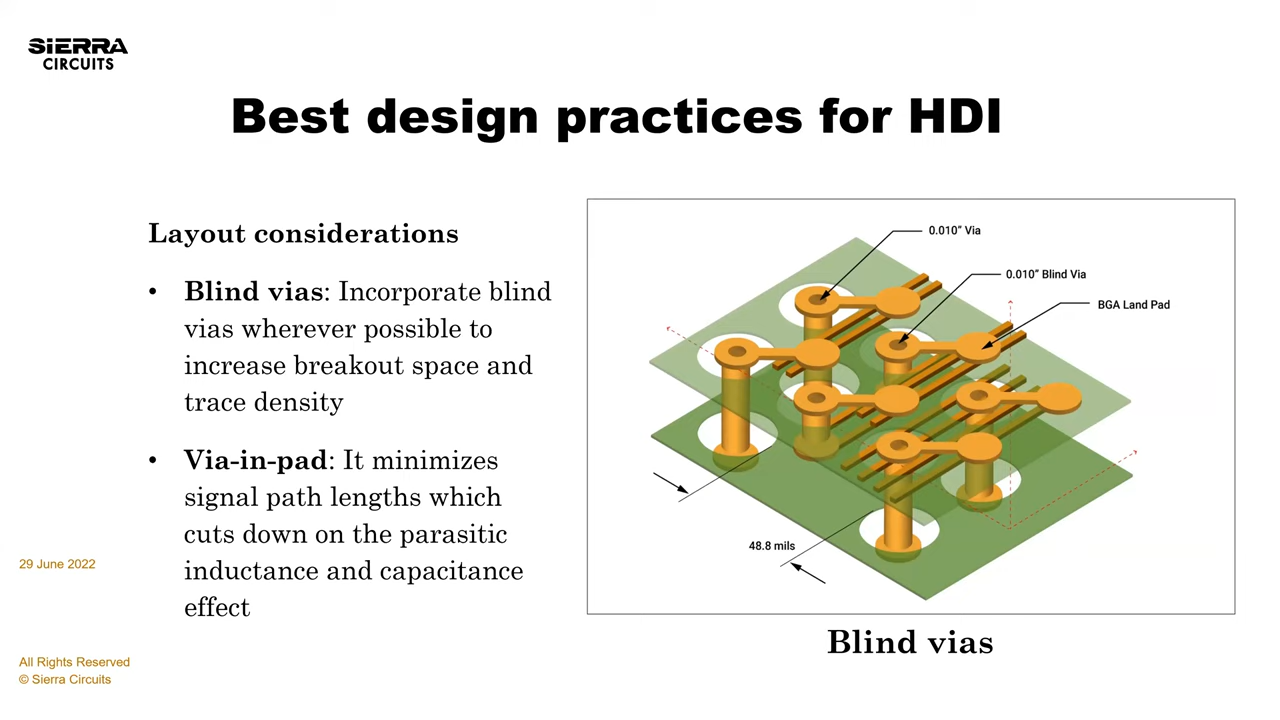 SiERRA
CIRCUITS
Best design practices for HDI
Layout considerations
• Blind vias: Incorporate blind
vias wherever possible to
increase breakout space and
trace density
• Via-in-pad: It minimizes
signal path lengths which
cuts down on the parasitic
inductance and capacitance
effect
0.010" Via
0.010" Blind Via
BGA Land Pad
48.8 mils
Blind vias
29 June 2022
All Rights Reserved
© Sierra Circuits